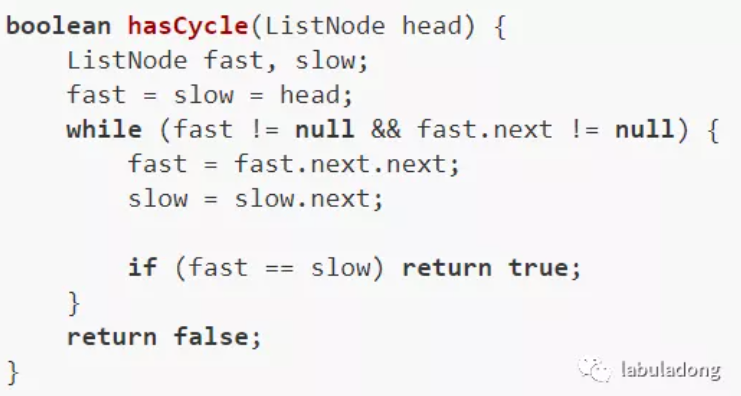 boolean hasCycle(ListNode head) {
    ListNode fast, slow;
    fast = slow = head;
    while (fast != null && fast.next != null) {
        fast = fast.next.next;
        slow = slow.next;

        if (fast == slow) return true;
    }
    return false;
}
labuladong